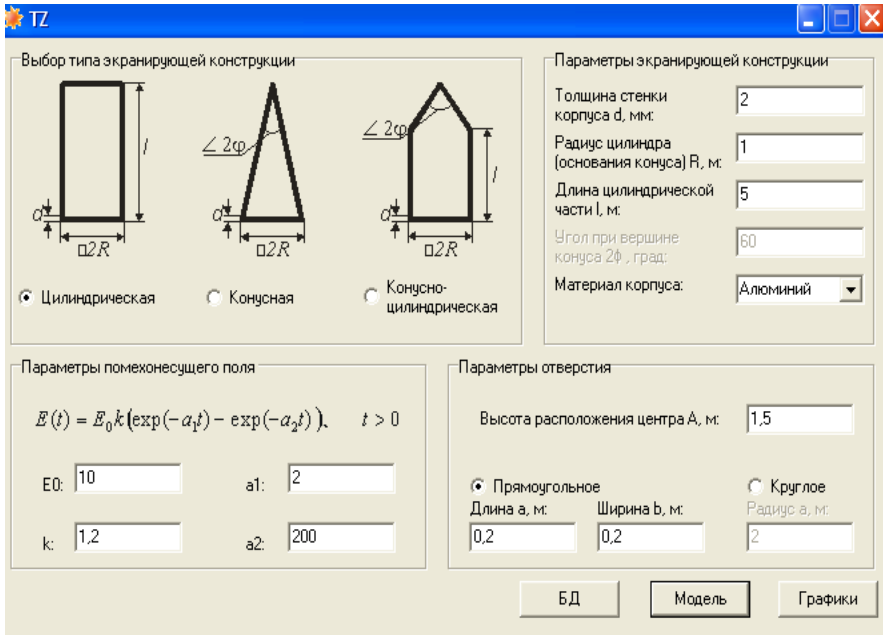 TZ
Выбор типа экранирующей конструкции
l
d
□2R
∠ 2φ
d
□2R
∠ 2φ
l
d
□2R
Цилиндрическая
Конусная
Конусно-
цилиндрическая
Параметры экранирующей конструкции
Толщина стенки
корпуса d, мм:
2
Радиус цилиндра
(основания конуса) R, м:
1
Длина цилиндрической
части l, м:
5
Угол при вершине
конуса 2ф , град:
60
Материал корпуса:
Алюминий
Параметры помехонесущего поля
E(t) = E₀k(exp(−a₁t) − exp(−a₂t)), t > 0
E0: 10 a1: 2
k: 1,2 a2: 200
Параметры отверстия
Высота расположения центра А, м: 1,5
Прямоугольное Круглое
Длина а, м: Ширина b, м: Радиус а, м:
0,2 0,2 2
БД Модель Графики